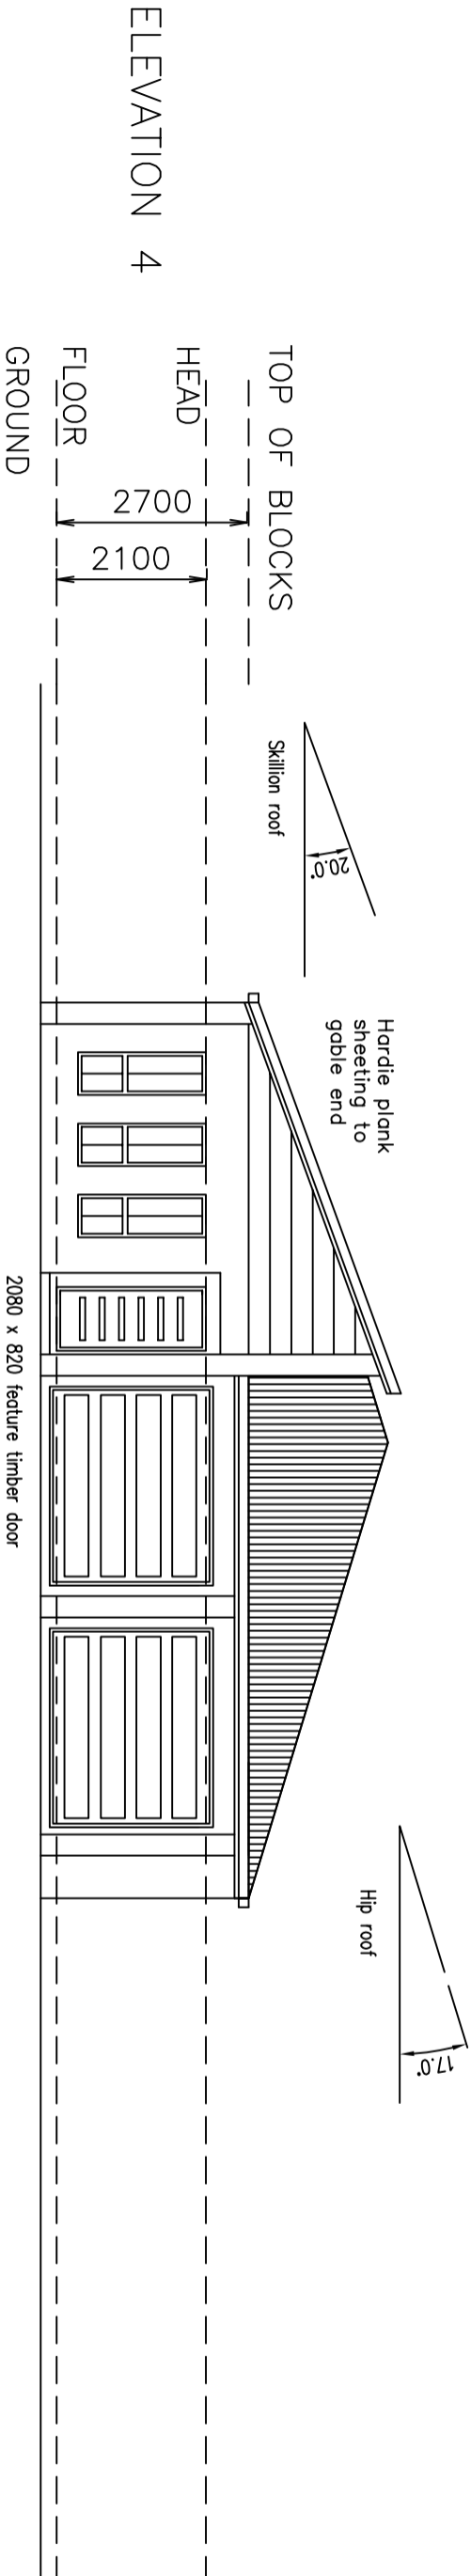 ELEVATION 4
TOP OF BLOCKS
HEAD
FLOOR
GROUND
2700
2100
Skillion roof
20.0°
Hardie plank
sheeting to
gable end
2080 x 820 feature timber door
Hip roof
17.0°